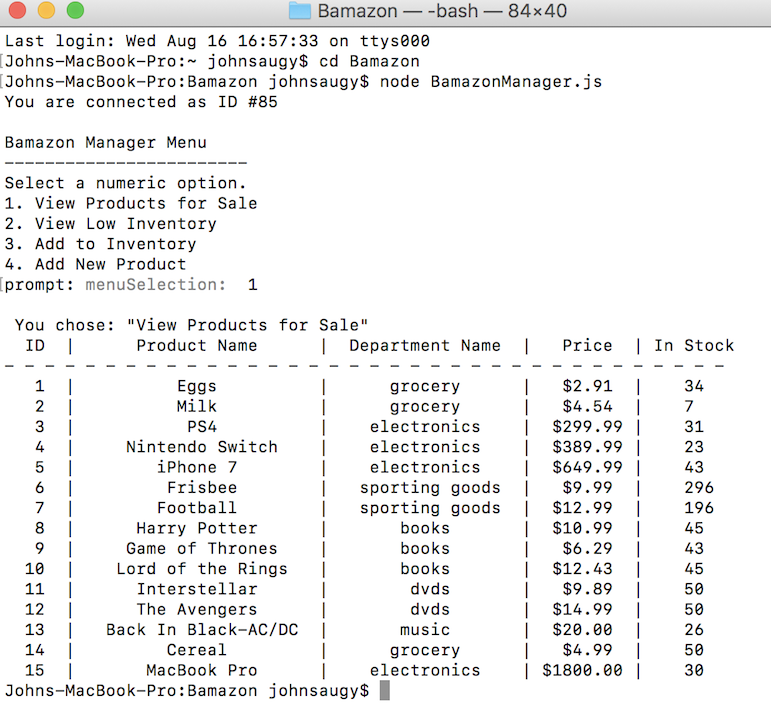 Bamazon — -bash — 84×40
Last login: Wed Aug 16 16:57:33 on ttys000
[Johns-MacBook-Pro:~ johnsaugy$ cd Bamazon
[Johns-MacBook-Pro:Bamazon johnsaugy$ node BamazonManager.js
You are connected as ID #85
Bamazon Manager Menu
------------------------
Select a numeric option.
1. View Products for Sale
2. View Low Inventory
3. Add to Inventory
4. Add New Product
[prompt: menuSelection:  1
You chose: "View Products for Sale"
ID | Product Name | Department Name | Price | In Stock
- - - - - - - - - - - - - - - - - - - - - - - - - - - - - - - - - - - -
1 | Eggs | grocery | $2.91 | 34
2 | Milk | grocery | $4.54 | 7
3 | PS4 | electronics | $299.99 | 31
4 | Nintendo Switch | electronics | $389.99 | 23
5 | iPhone 7 | electronics | $649.99 | 43
6 | Frisbee | sporting goods | $9.99 | 296
7 | Football | sporting goods | $12.99 | 196
8 | Harry Potter | books | $10.99 | 45
9 | Game of Thrones | books | $6.29 | 43
10 | Lord of the Rings | books | $12.43 | 45
11 | Interstellar | dvds | $9.89 | 50
12 | The Avengers | dvds | $14.99 | 50
13 | Back In Black-AC/DC | music | $20.00 | 26
14 | Cereal | grocery | $4.99 | 50
15 | MacBook Pro | electronics | $1800.00 | 30
Johns-MacBook-Pro:Bamazon johnsaugy$